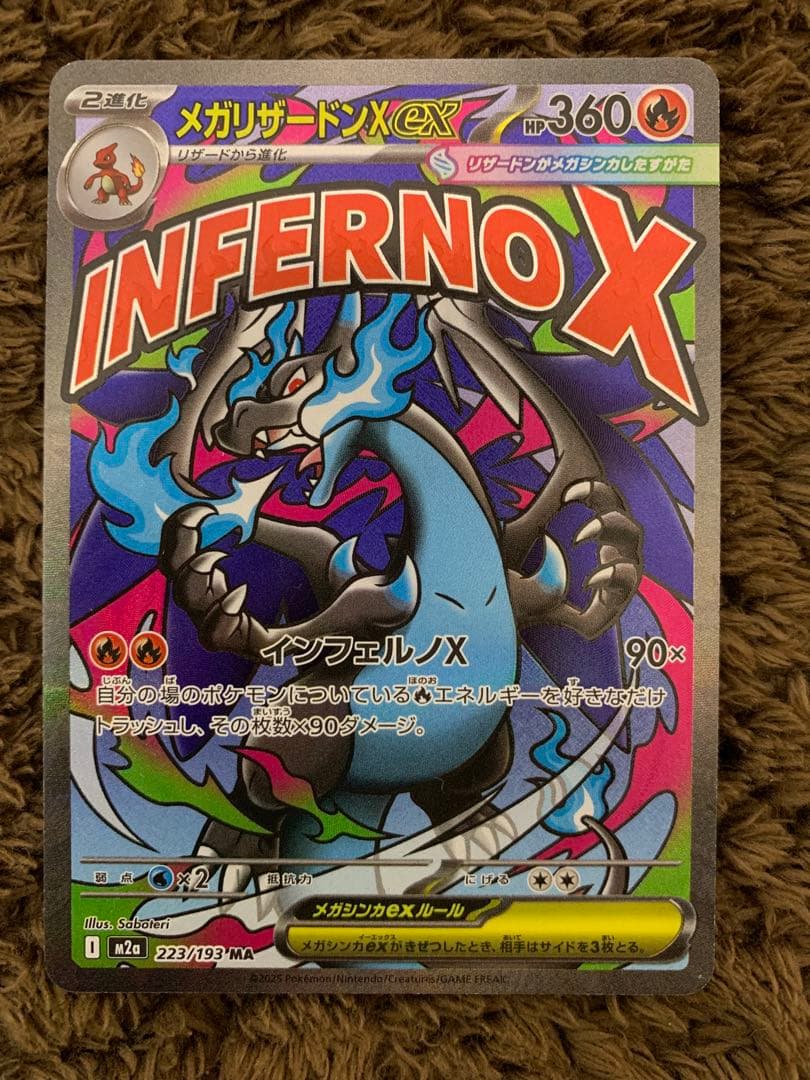 2進化
メガリザードンXex
HP360
リザードから進化
リザードンがメガシンカしたすがた
INFERNOX
インフェルノX 90×
自分の場のポケモンについているエネルギーを好きなだけ
トラッシュし、その枚数×90ダメージ。
弱点 ×2 抵抗力 にげる
メガシンカexルール
メガシンカexがきぜつしたとき、相手はサイドを3枚とる。
Illus. Saboteri
I m2a 223/193 MA
©2025 Pokémon/Nintendo/Creatures/GAME FREAK.